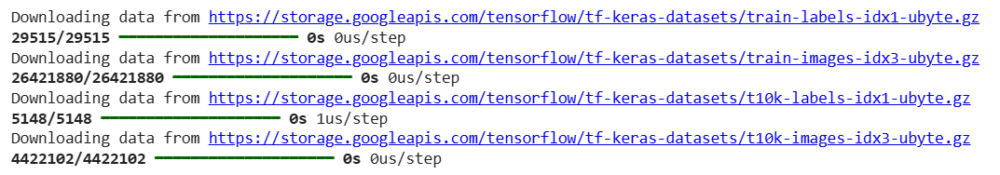 Downloading data from https://storage.googleapis.com/tensorflow/tf-keras-datasets/train-labels-idx1-ubyte.gz
29515/29515 ━━━━━━━━━━━━━━━━━━━━ 0s 0us/step
Downloading data from https://storage.googleapis.com/tensorflow/tf-keras-datasets/train-images-idx3-ubyte.gz
26421880/26421880 ━━━━━━━━━━━━━━━━━━━━ 0s 0us/step
Downloading data from https://storage.googleapis.com/tensorflow/tf-keras-datasets/t10k-labels-idx1-ubyte.gz
5148/5148 ━━━━━━━━━━━━━━━━━━━━ 0s 1us/step
Downloading data from https://storage.googleapis.com/tensorflow/tf-keras-datasets/t10k-images-idx3-ubyte.gz
4422102/4422102 ━━━━━━━━━━━━━━━━━━━━ 0s 0us/step